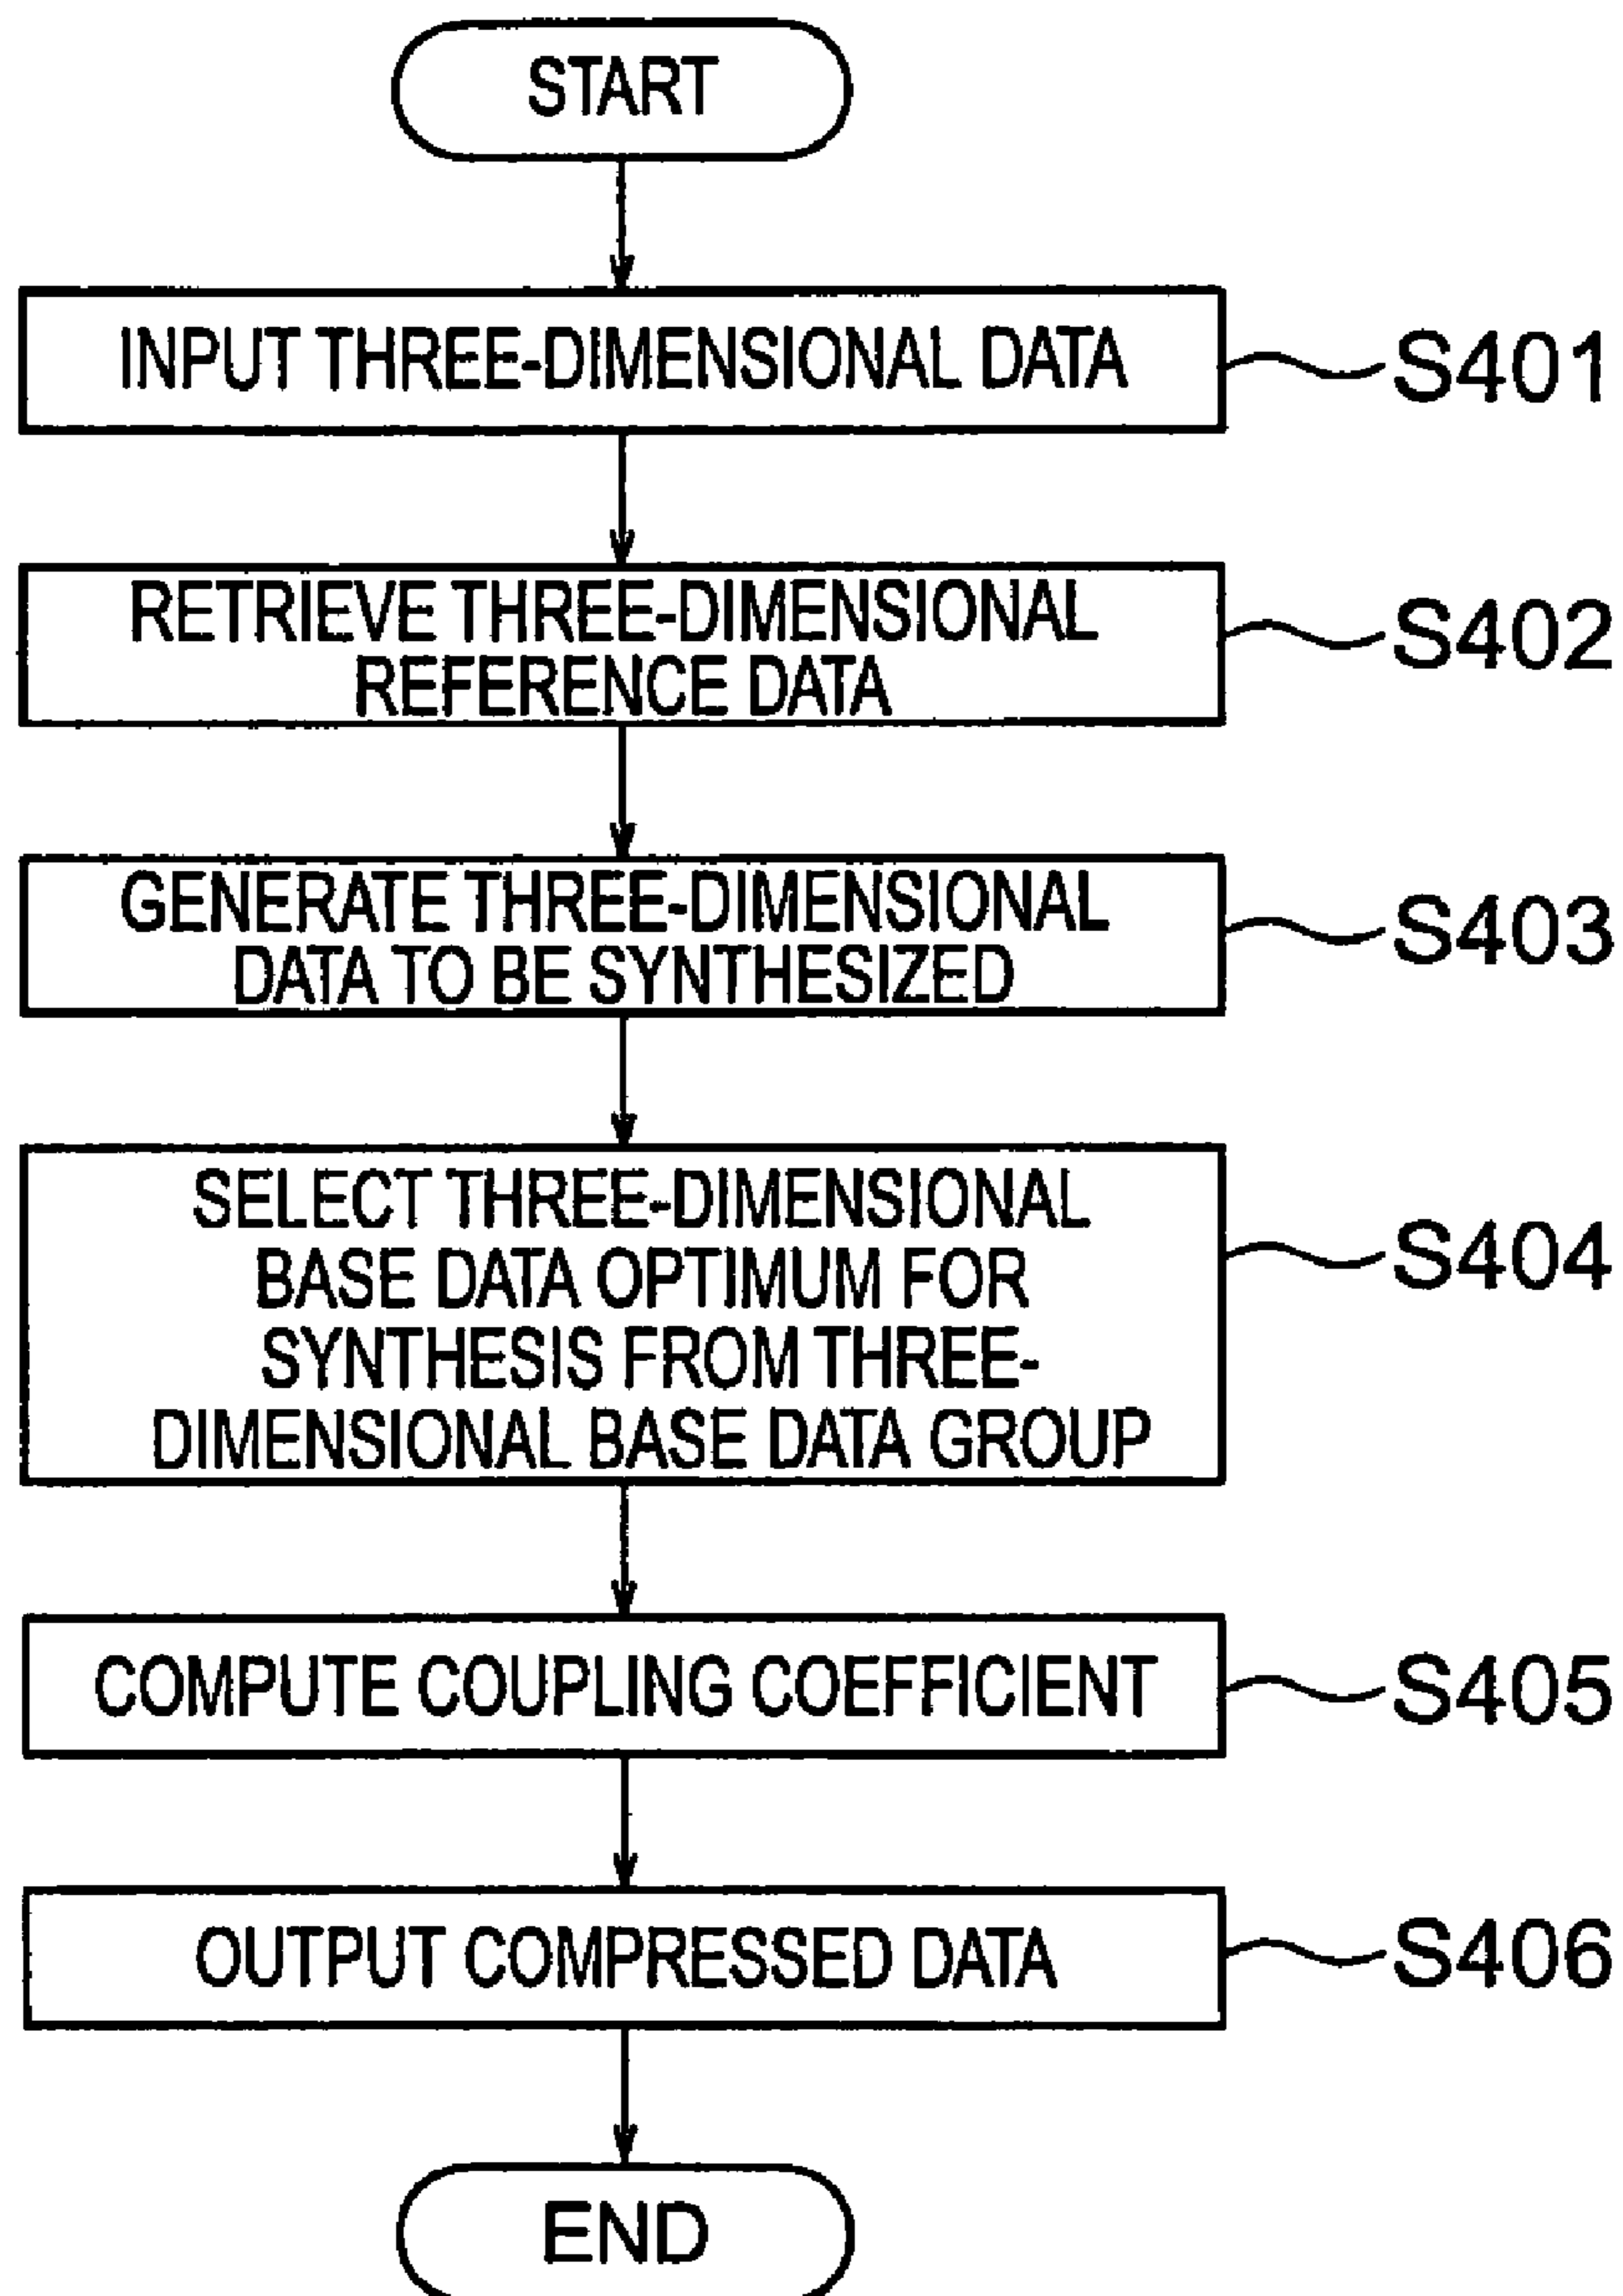 START
INPUT THREE-DIMENSIONAL DATA
S401
RETRIEVE THREE-DIMENSIONAL
REFERENCE DATA
S402
GENERATE THREE-DIMENSIONAL
DATA TO BE SYNTHESIZED
S403
SELECT THREE-DIMENSIONAL
BASE DATA OPTIMUM FOR
SYNTHESIS FROM THREE-
DIMENSIONAL BASE DATA GROUP
S404
COMPUTE COUPLING COEFFICIENT
S405
OUTPUT COMPRESSED DATA
S406
END